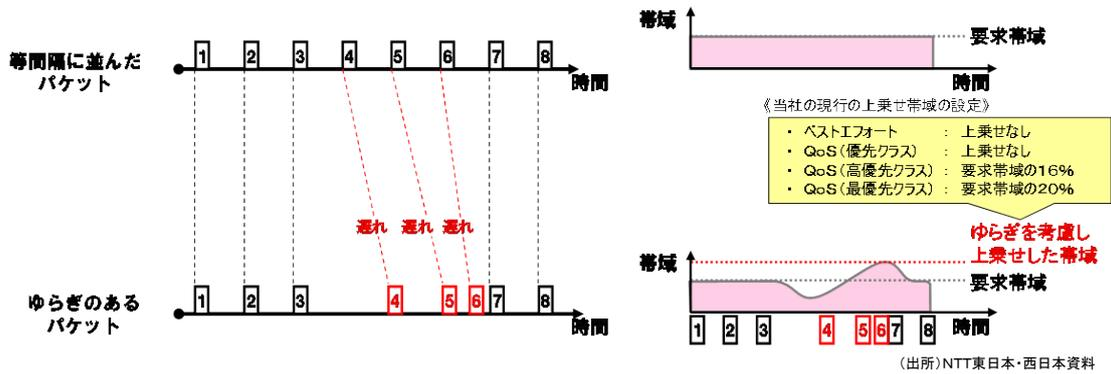 等間隔に並んだ
パケット
1 2 3 4 5 6 7 8
時間
遅れ 遅れ 遅れ
ゆらぎのある
パケット
1 2 3 4 5 6 7 8
時間
帯域
要求帯域
時間
《当社の現行の上乗せ帯域の設定》
・ ベストエフォート ： 上乗せなし
・ QoS（優先クラス） ： 上乗せなし
・ QoS（高優先クラス） ： 要求帯域の16%
・ QoS（最優先クラス） ： 要求帯域の20%
ゆらぎを考慮し
上乗せした帯域
帯域
要求帯域
1 2 3 4 5 6 7 8
時間
（出所）NTT東日本・西日本資料